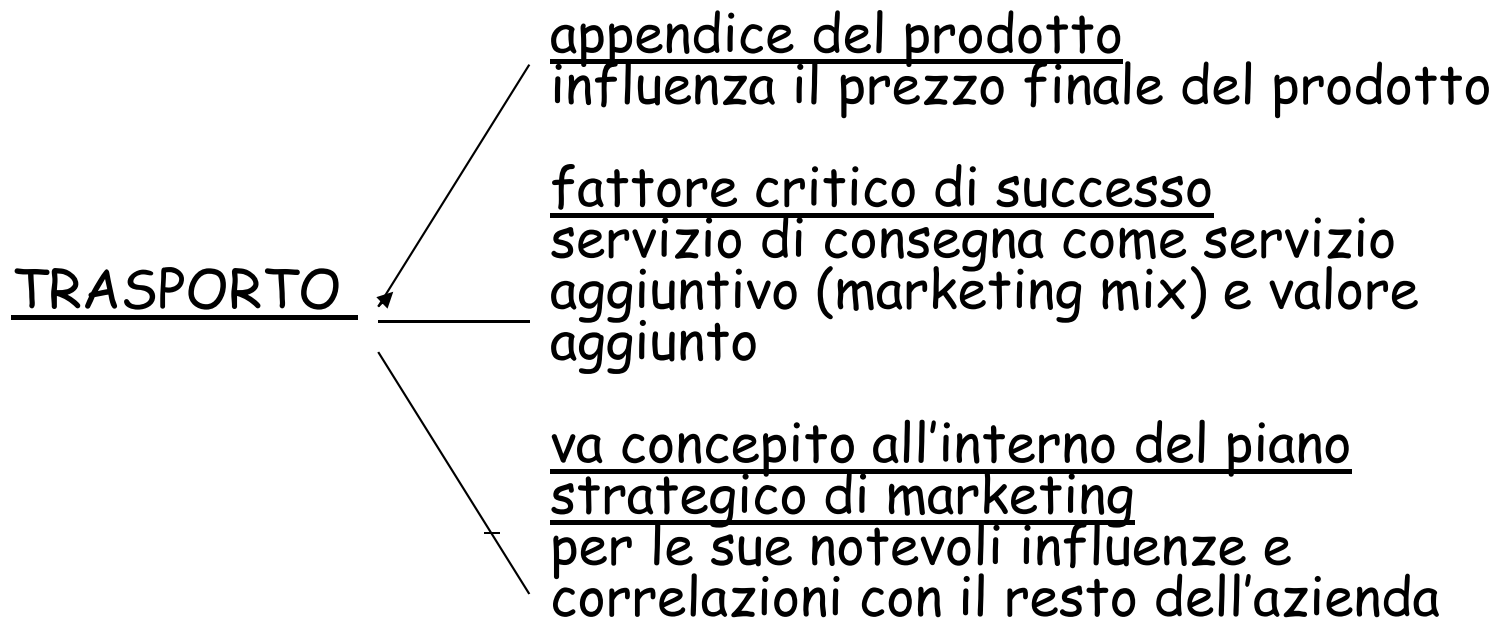 appendice del prodotto
influenza il prezzo finale del prodotto
fattore critico di successo
servizio di consegna come servizio
aggiuntivo (marketing mix) e valore
aggiunto
TRASPORTO
va concepito all'interno del piano
strategico di marketing
per le sue notevoli influenze e
correlazioni con il resto dell'azienda